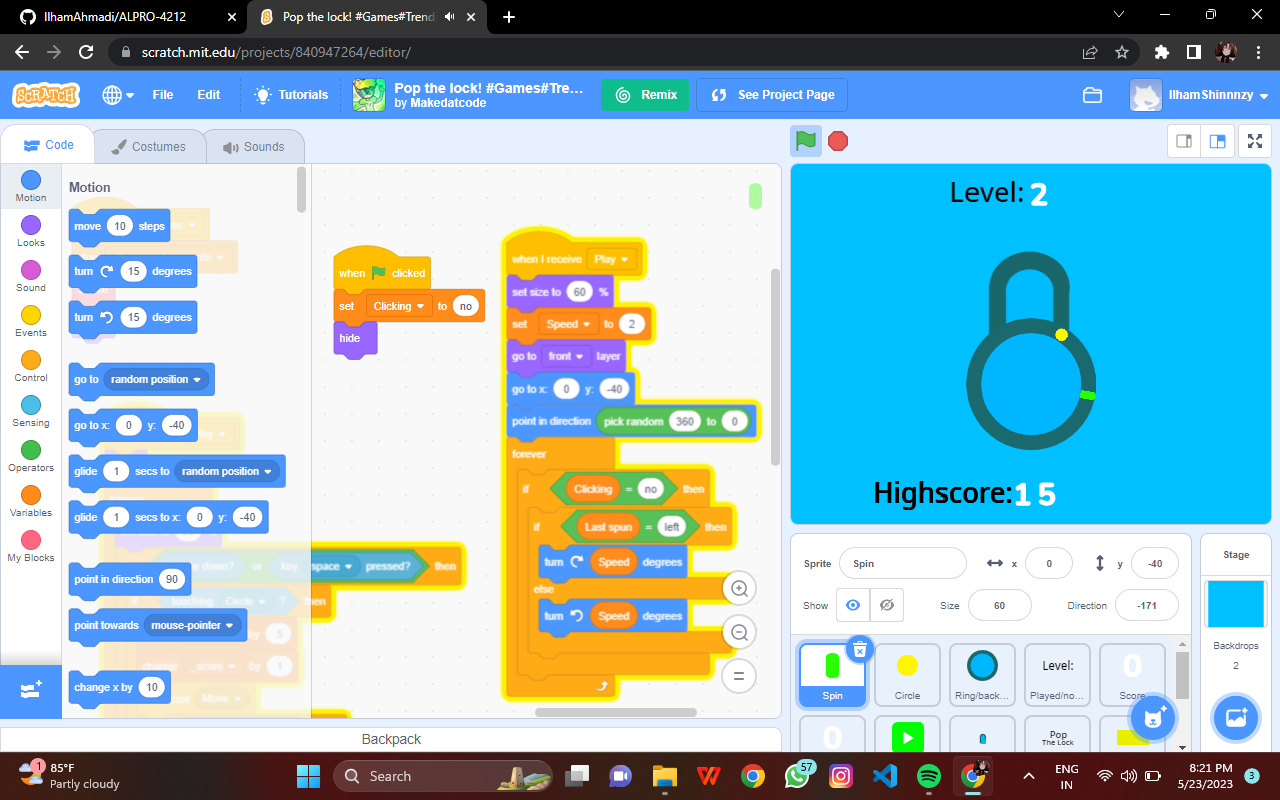 IlhamAhmadi/ALPRO-4212
Pop the lock! #Games#Trend
scratch.mit.edu/projects/840947264/editor/
SCRATCH
File
Edit
Tutorials
Pop the lock! #Games#Tre...
by Makedatcode
Remix
See Project Page
IlhamShinnnzy
Code
Costumes
Sounds
Motion
Looks
Sound
Events
Control
Sensing
Operators
Variables
My Blocks
Motion
move 10 steps
turn 15 degrees
turn 15 degrees
go to random position
go to x: 0 y: -40
glide 1 secs to random position
glide 1 secs to x: 0 y: -40
point in direction 90
point towards mouse-pointer
change x by 10
when clicked
set Clicking to no
hide
down? or key space pressed? then
touching Circle ? then
by .5
change _score by 1
Move
when I receive Play
set size to 60 %
set Speed to 2
go to front layer
go to x: 0 y: -40
point in direction pick random 360 to 0
forever
if Clicking = no then
if Last spun = left then
turn Speed degrees
else
turn Speed degrees
Backpack
Level: 2
Highscore:15
Sprite Spin x 0 y -40
Show Size 60 Direction -171
Spin
Circle
Ring/back...
Level:
Played/no...
0
Score
0
Pop
The Lock
Stage
Backdrops
2
1
85°F
Partly cloudy
Search
57
ENG
IN
8:21 PM
5/23/2023
3